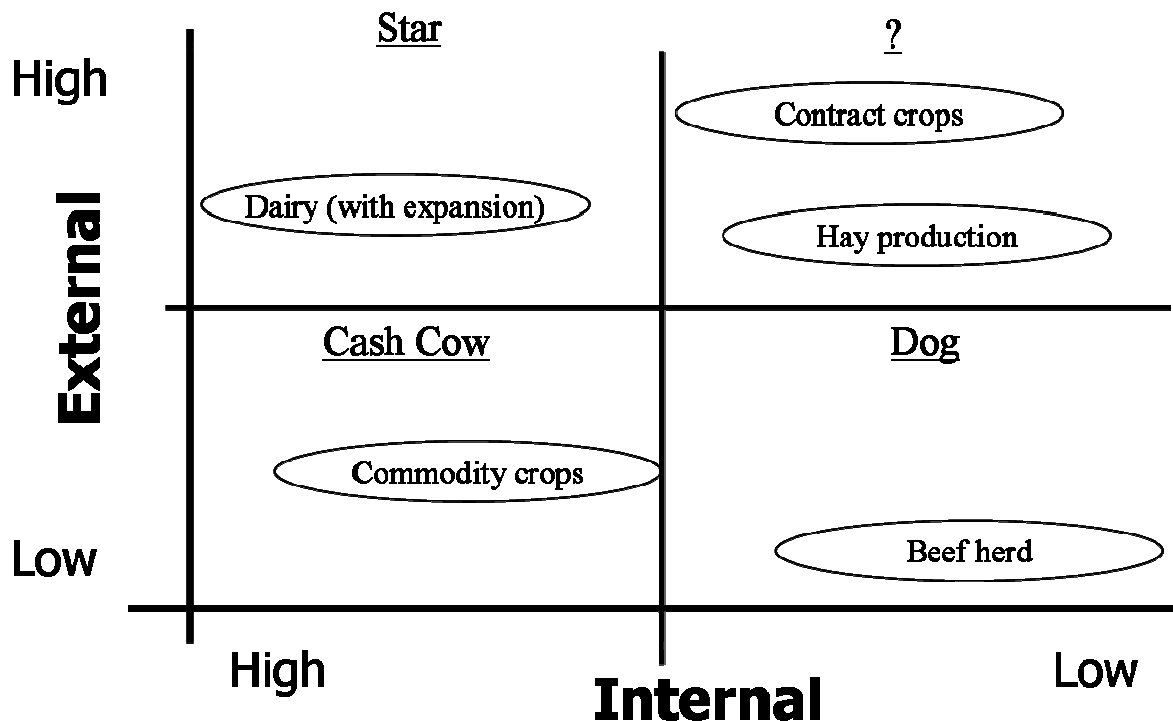 Star
?
High
Contract crops
Dairy (with expansion)
Hay production
External
Cash Cow
Dog
Commodity crops
Low
Beef herd
High
Low
Internal